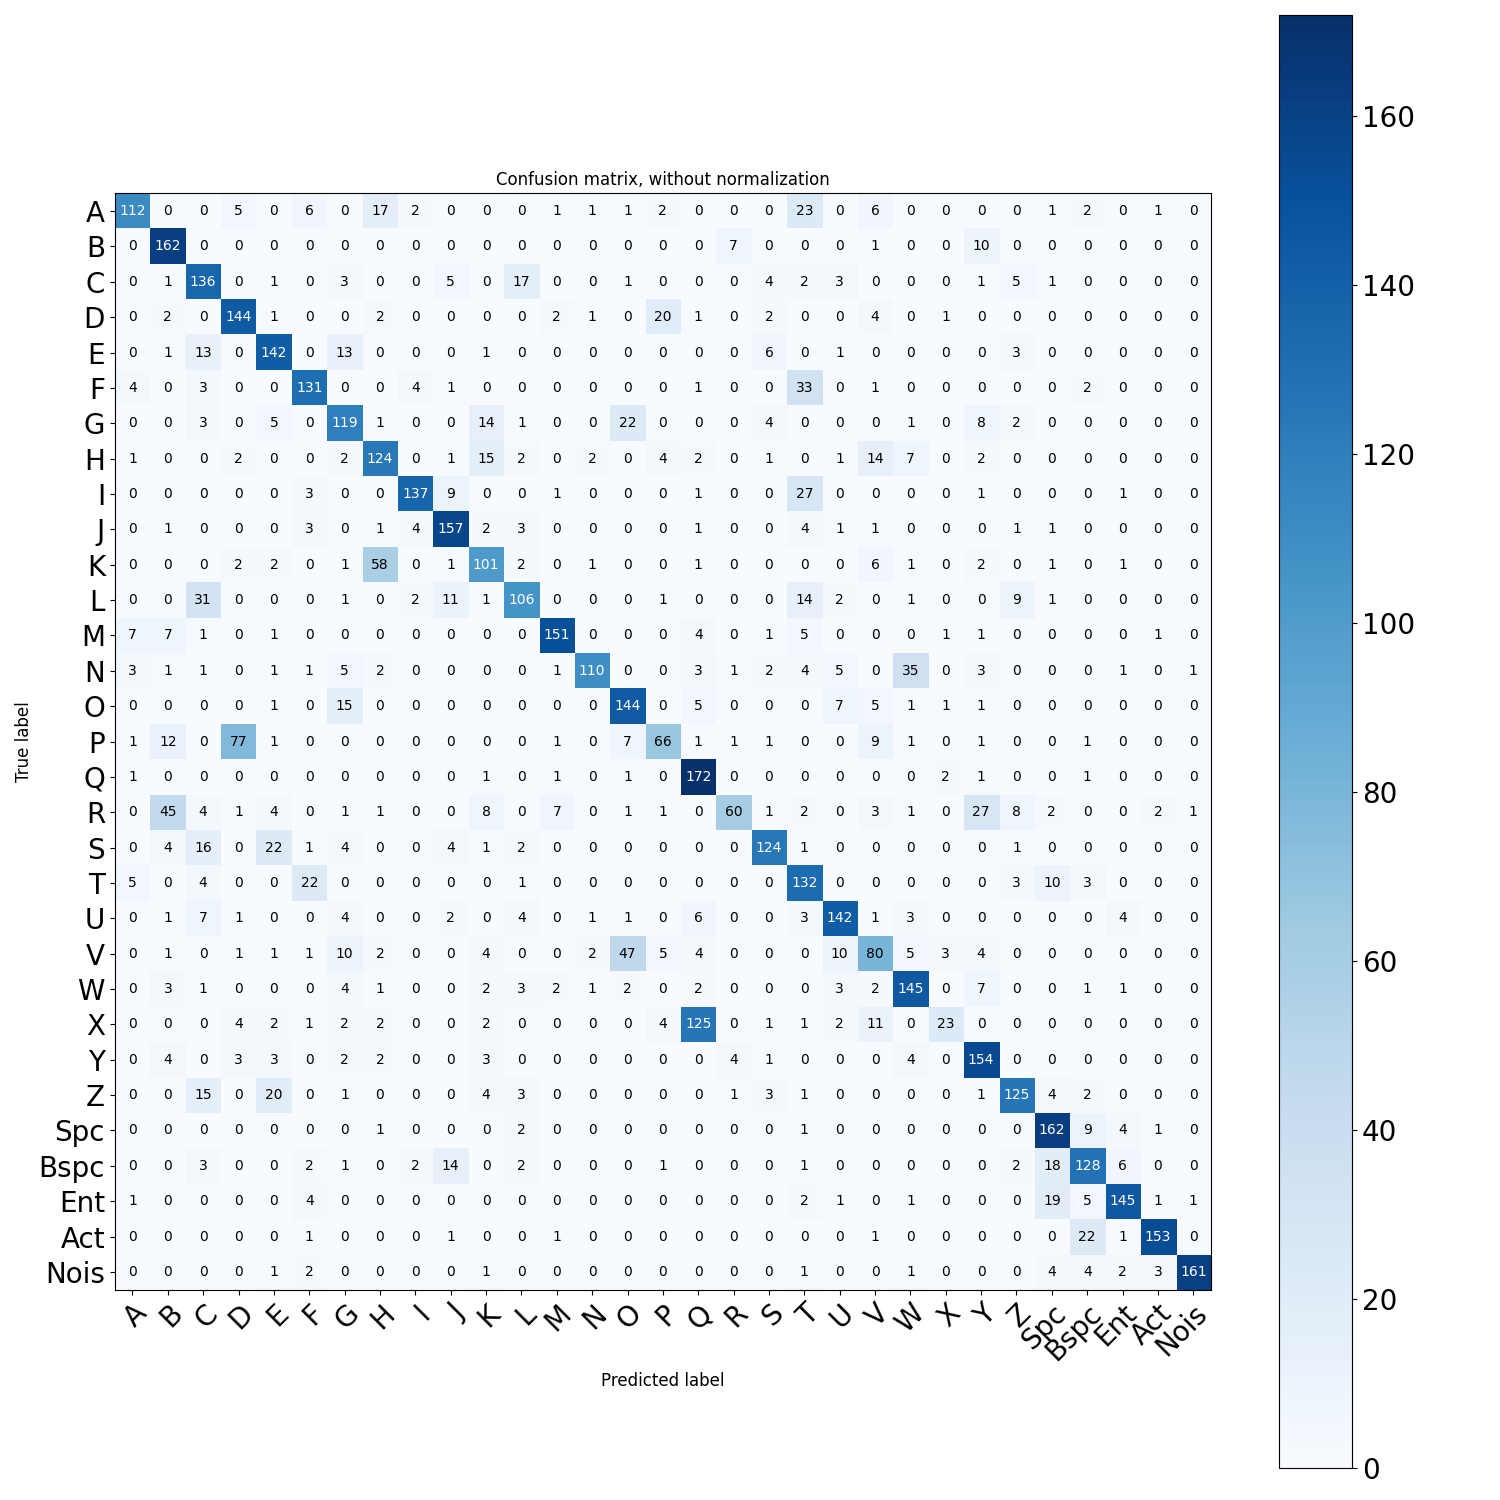 Confusion matrix, without normalization
A 112 0 0 5 0 6 0 17 2 0 0 0 1 1 1 2 0 0 0 23 0 6 0 0 0 0 1 2 0 1 0
B 0 162 0 0 0 0 0 0 0 0 0 0 0 0 0 0 0 7 0 0 0 1 0 0 10 0 0 0 0 0 0
C 0 1 136 0 1 0 3 0 0 5 0 17 0 0 1 0 0 0 4 2 3 0 0 0 1 5 1 0 0 0 0
D 0 2 0 144 1 0 0 2 0 0 0 0 2 1 0 20 1 0 2 0 0 4 0 1 0 0 0 0 0 0 0
E 0 1 13 0 142 0 13 0 0 0 1 0 0 0 0 0 0 0 6 0 1 0 0 0 0 3 0 0 0 0 0
F 4 0 3 0 0 131 0 0 4 1 0 0 0 0 0 0 1 0 0 33 0 1 0 0 0 0 0 2 0 0 0
G 0 0 3 0 5 0 119 1 0 0 14 1 0 0 22 0 0 0 4 0 0 0 1 0 8 2 0 0 0 0 0
H 1 0 0 2 0 0 2 124 0 1 15 2 0 2 0 4 2 0 1 0 1 14 7 0 2 0 0 0 0 0 0
I 0 0 0 0 0 3 0 0 137 9 0 0 1 0 0 0 1 0 0 27 0 0 0 0 1 0 0 0 1 0 0
J 0 1 0 0 0 3 0 1 4 157 2 3 0 0 0 0 1 0 0 4 1 1 0 0 0 1 1 0 0 0 0
K 0 0 0 2 2 0 1 58 0 1 101 2 0 1 0 0 1 0 0 0 0 6 1 0 2 0 1 0 1 0 0
L 0 0 31 0 0 0 1 0 2 11 1 106 0 0 0 1 0 0 0 14 2 0 1 0 0 9 1 0 0 0 0
M 7 7 1 0 1 0 0 0 0 0 0 0 151 0 0 0 4 0 1 5 0 0 0 1 1 0 0 0 0 1 0
N 3 1 1 0 1 1 5 2 0 0 0 0 1 110 0 0 3 1 2 4 5 0 35 0 3 0 0 0 1 0 1
O 0 0 0 0 1 0 15 0 0 0 0 0 0 0 144 0 5 0 0 0 7 5 1 1 1 0 0 0 0 0 0
P 1 12 0 77 1 0 0 0 0 0 0 0 1 0 7 66 1 1 1 0 0 9 1 0 1 0 0 1 0 0 0
Q 1 0 0 0 0 0 0 0 0 0 1 0 1 0 1 0 172 0 0 0 0 0 0 2 1 0 0 1 0 0 0
R 0 45 4 1 4 0 1 1 0 0 8 0 7 0 1 1 0 60 1 2 0 3 1 0 27 8 2 0 0 2 1
S 0 4 16 0 22 1 4 0 0 4 1 2 0 0 0 0 0 0 124 1 0 0 0 0 0 1 0 0 0 0 0
T 5 0 4 0 0 22 0 0 0 0 0 1 0 0 0 0 0 0 0 132 0 0 0 0 0 3 10 3 0 0 0
U 0 1 7 1 0 0 4 0 0 2 0 4 0 1 1 0 6 0 0 3 142 1 3 0 0 0 0 0 4 0 0
V 0 1 0 1 1 1 10 2 0 0 4 0 0 2 47 5 4 0 0 0 10 80 5 3 4 0 0 0 0 0 0
W 0 3 1 0 0 0 4 1 0 0 2 3 2 1 2 0 2 0 0 0 3 2 145 0 7 0 0 1 1 0 0
X 0 0 0 4 2 1 2 2 0 0 2 0 0 0 0 4 125 0 1 1 2 11 0 23 0 0 0 0 0 0 0
Y 0 4 0 3 3 0 2 2 0 0 3 0 0 0 0 0 0 4 1 0 0 0 4 0 154 0 0 0 0 0 0
Z 0 0 15 0 20 0 1 0 0 0 4 3 0 0 0 0 0 1 3 1 0 0 0 0 1 125 4 2 0 0 0
Spc 0 0 0 0 0 0 0 1 0 0 0 2 0 0 0 0 0 0 0 1 0 0 0 0 0 0 162 9 4 1 0
Bspc 0 0 3 0 0 2 1 0 2 14 0 2 0 0 0 1 0 0 0 1 0 0 0 0 0 2 18 128 6 0 0
Ent 1 0 0 0 0 4 0 0 0 0 0 0 0 0 0 0 0 0 0 2 1 0 1 0 0 0 19 5 145 1 1
Act 0 0 0 0 0 1 0 0 0 1 0 0 1 0 0 0 0 0 0 0 0 1 0 0 0 0 0 22 1 153 0
Nois 0 0 0 0 1 2 0 0 0 0 1 0 0 0 0 0 0 0 0 1 0 0 1 0 0 0 4 4 2 3 161
A B C D E F G H I J K L M N O P Q R S T U V W X Y Z Spc Bspc Ent Act Nois
True label
Predicted label
160
140
120
100
80
60
40
20
0